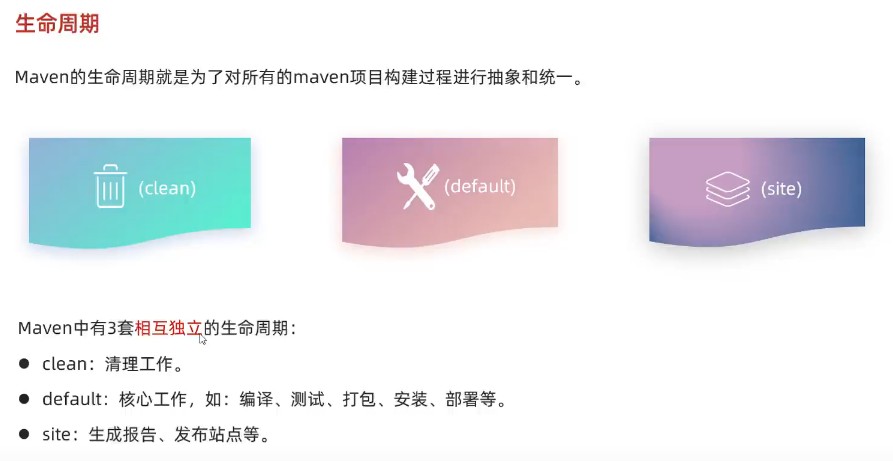 生命周期
Maven的生命周期就是为了对所有的maven项目构建过程进行抽象和统一。
(clean)
(default)
(site)
Maven中有3套相互独立的生命周期：
● clean：清理工作。
● default：核心工作，如：编译、测试、打包、安装、部署等。
● site：生成报告、发布站点等。